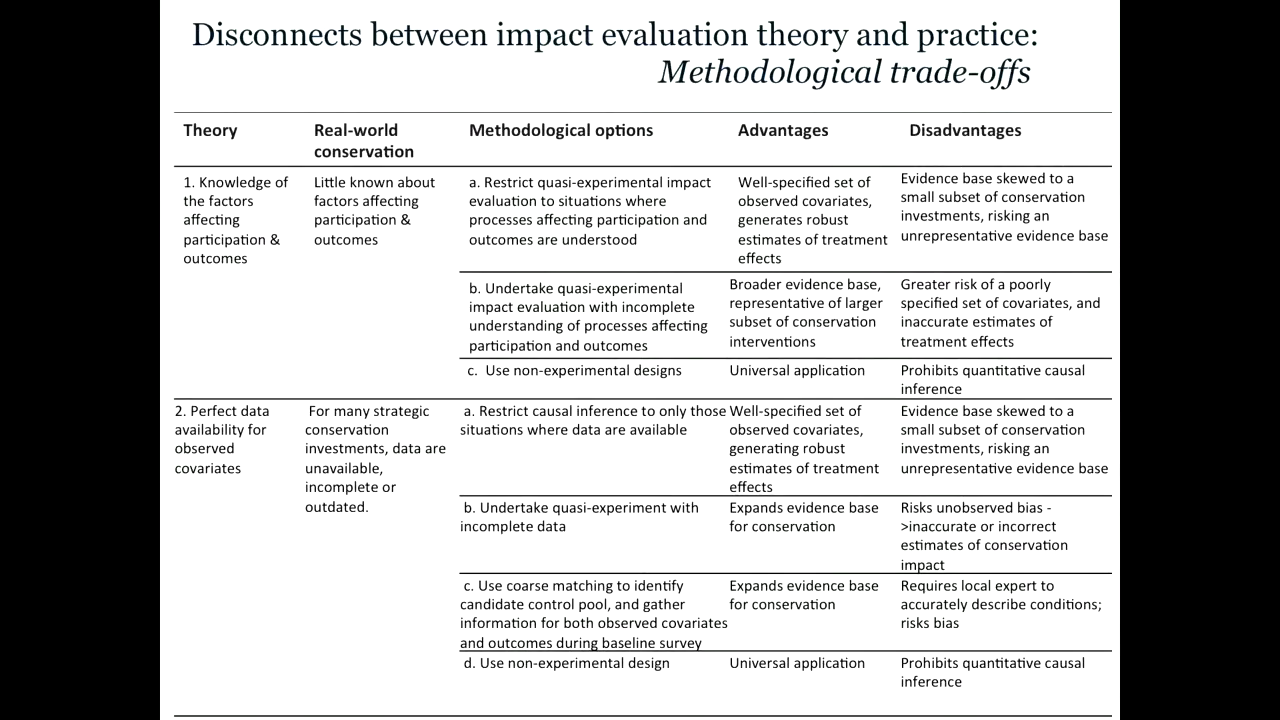 Disconnects between impact evaluation theory and practice:
Methodological trade-offs
Theory
Real-world
conservation
Methodological options
Advantages
Disadvantages
1. Knowledge of
the factors
affecting
participation &
outcomes
Little known about
factors affecting
participation &
outcomes
a. Restrict quasi-experimental impact
evaluation to situations where
processes affecting participation and
outcomes are understood
Well-specified set of
observed covariates,
generates robust
estimates of treatment
effects
Evidence base skewed to a
small subset of conservation
investments, risking an
unrepresentative evidence base
b. Undertake quasi-experimental
impact evaluation with incomplete
understanding of processes affecting
participation and outcomes
Broader evidence base,
representative of larger
subset of conservation
interventions
Greater risk of a poorly
specified set of covariates, and
inaccurate estimates of
treatment effects
c. Use non-experimental designs
Universal application
Prohibits quantitative causal
inference
2. Perfect data
availability for
observed
covariates
For many strategic
conservation
investments, data are
unavailable,
incomplete or
outdated.
a. Restrict causal inference to only those
situations where data are available
Well-specified set of
observed covariates,
generating robust
estimates of treatment
effects
Evidence base skewed to a
small subset of conservation
investments, risking an
unrepresentative evidence base
b. Undertake quasi-experiment with
incomplete data
Expands evidence base
for conservation
Risks unobserved bias -
>inaccurate or incorrect
estimates of conservation
impact
c. Use coarse matching to identify
candidate control pool, and gather
information for both observed covariates
and outcomes during baseline survey
Expands evidence base
for conservation
Requires local expert to
accurately describe conditions;
risks bias
d. Use non-experimental design
Universal application
Prohibits quantitative causal
inference